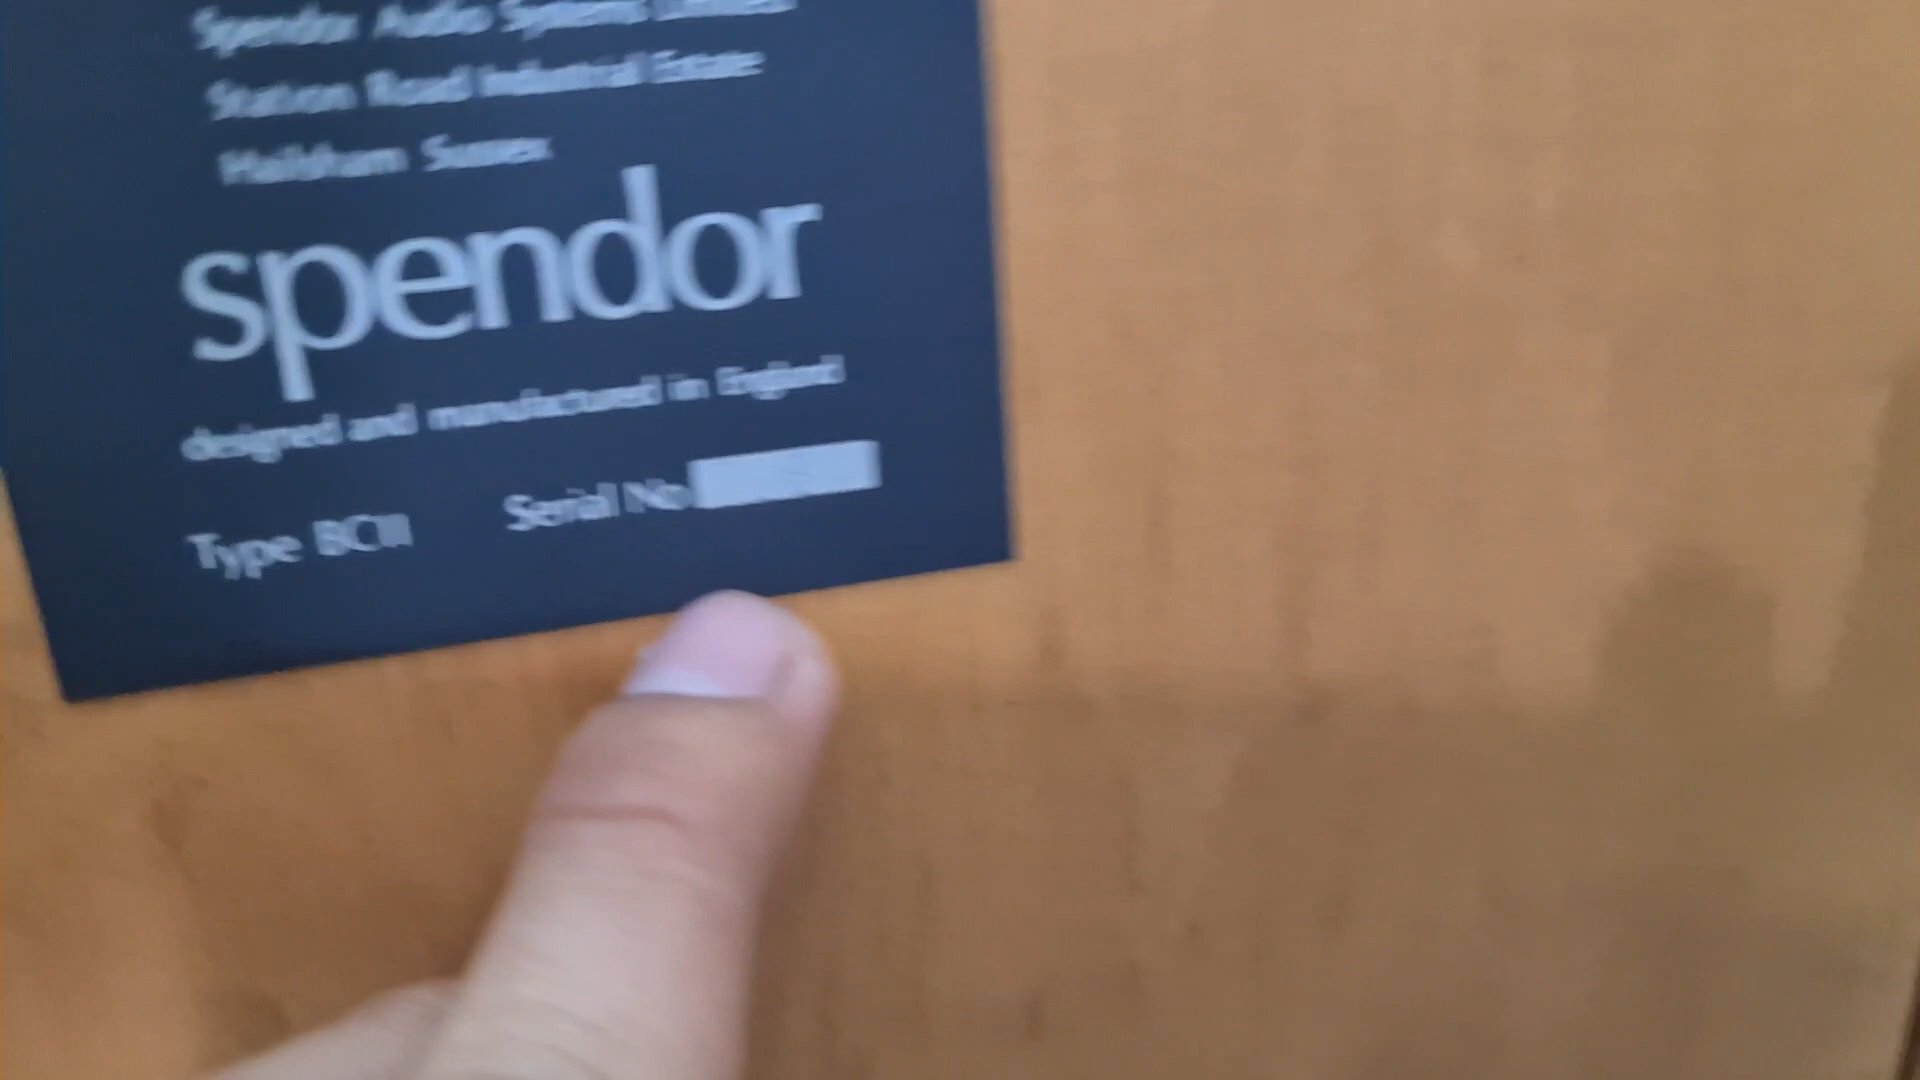 Spendor Audio Systems Limited
Station Road Industrial Estate
Hailsham Sussex
spendor
designed and manufactured in England
Type BCII Serial No